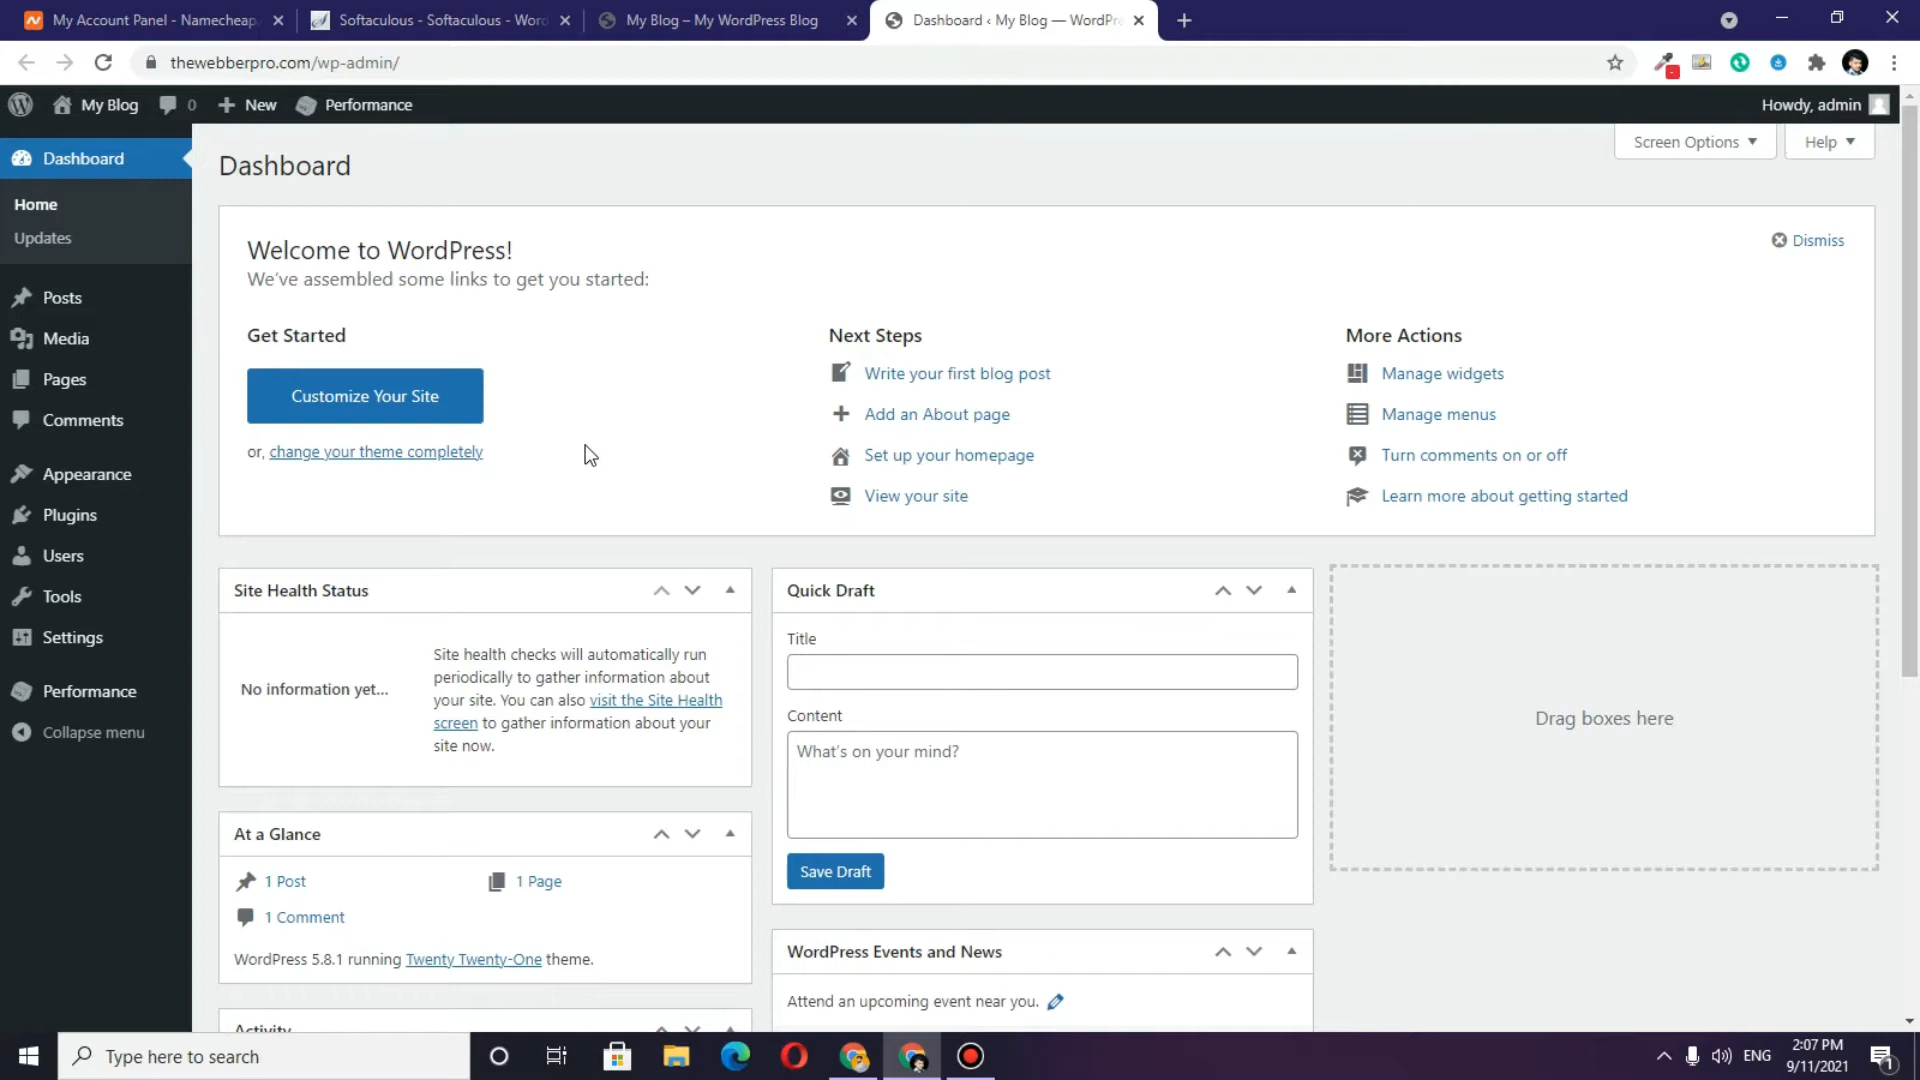 My Account Panel - Namecheap.
Softaculous - Softaculous - Word
My Blog – My WordPress Blog
Dashboard ‹ My Blog — WordPre
thewebberpro.com/wp-admin/
My Blog
0
New
Performance
Howdy, admin
Dashboard
Home
Updates
Posts
Media
Pages
Comments
Appearance
Plugins
Users
Tools
Settings
Performance
Collapse menu
Screen Options
Help
Dashboard
Welcome to WordPress!
We've assembled some links to get you started:
Dismiss
Get Started
Customize Your Site
or, change your theme completely
Next Steps
Write your first blog post
Add an About page
Set up your homepage
View your site
More Actions
Manage widgets
Manage menus
Turn comments on or off
Learn more about getting started
Site Health Status
No information yet...
Site health checks will automatically run
periodically to gather information about
your site. You can also visit the Site Health
screen to gather information about your
site now.
At a Glance
1 Post
1 Page
1 Comment
WordPress 5.8.1 running Twenty Twenty-One theme.
Activity
Quick Draft
Title
Content
What's on your mind?
Save Draft
WordPress Events and News
Attend an upcoming event near you.
Drag boxes here
Type here to search
ENG
2:07 PM
9/11/2021
1